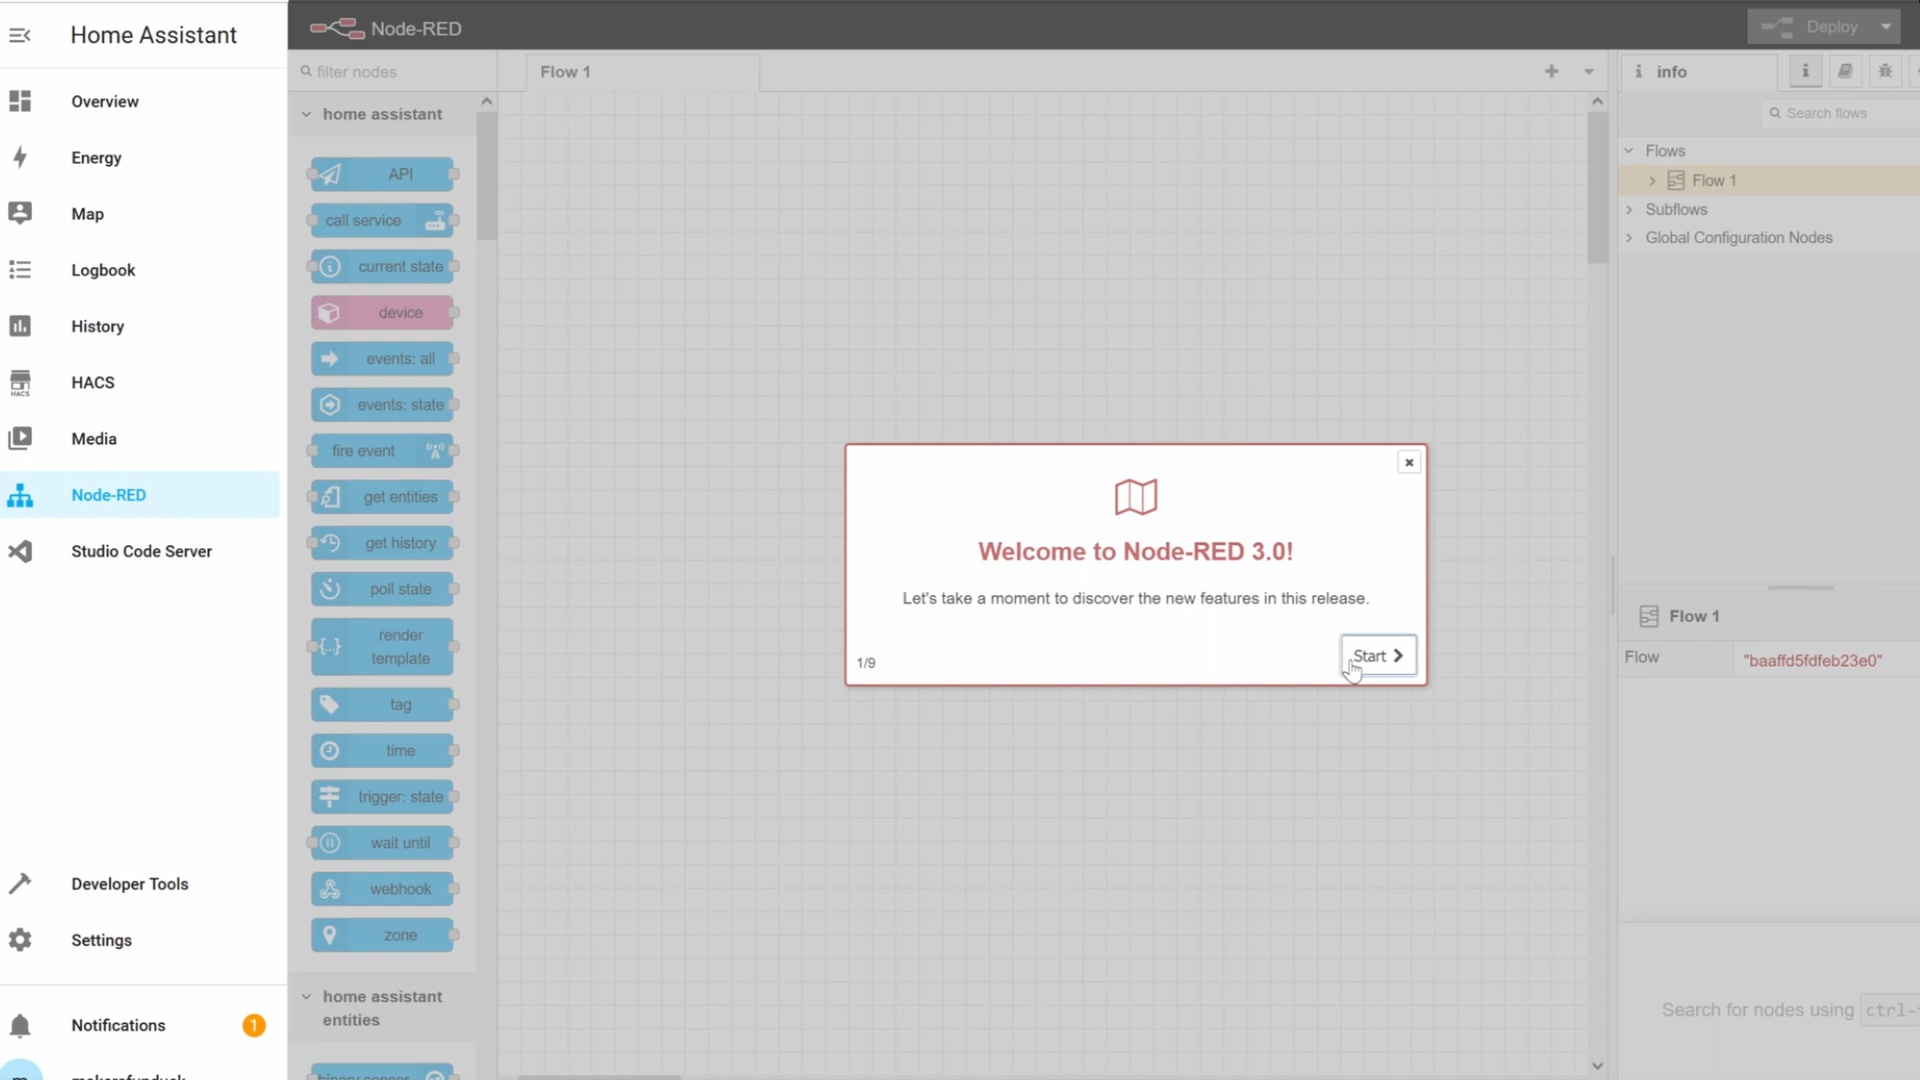 Home Assistant
Overview
Energy
Map
Logbook
History
HACS
HACS
Media
Node-RED
Studio Code Server
Developer Tools
Settings
Notifications
1
Node-RED
Deploy
filter nodes
home assistant
API
call service
current state
device
events: all
events: state
fire event
get entities
get history
poll state
render
template
tag
time
trigger: state
wait until
webhook
zone
home assistant
entities
Flow 1
Welcome to Node-RED 3.0!
Let's take a moment to discover the new features in this release.
1/9
Start
i info
i
Search flows
Flows
Flow 1
Subflows
Global Configuration Nodes
Flow 1
Flow
"baaffd5fdfeb23e0"
Search for nodes using ctrl-